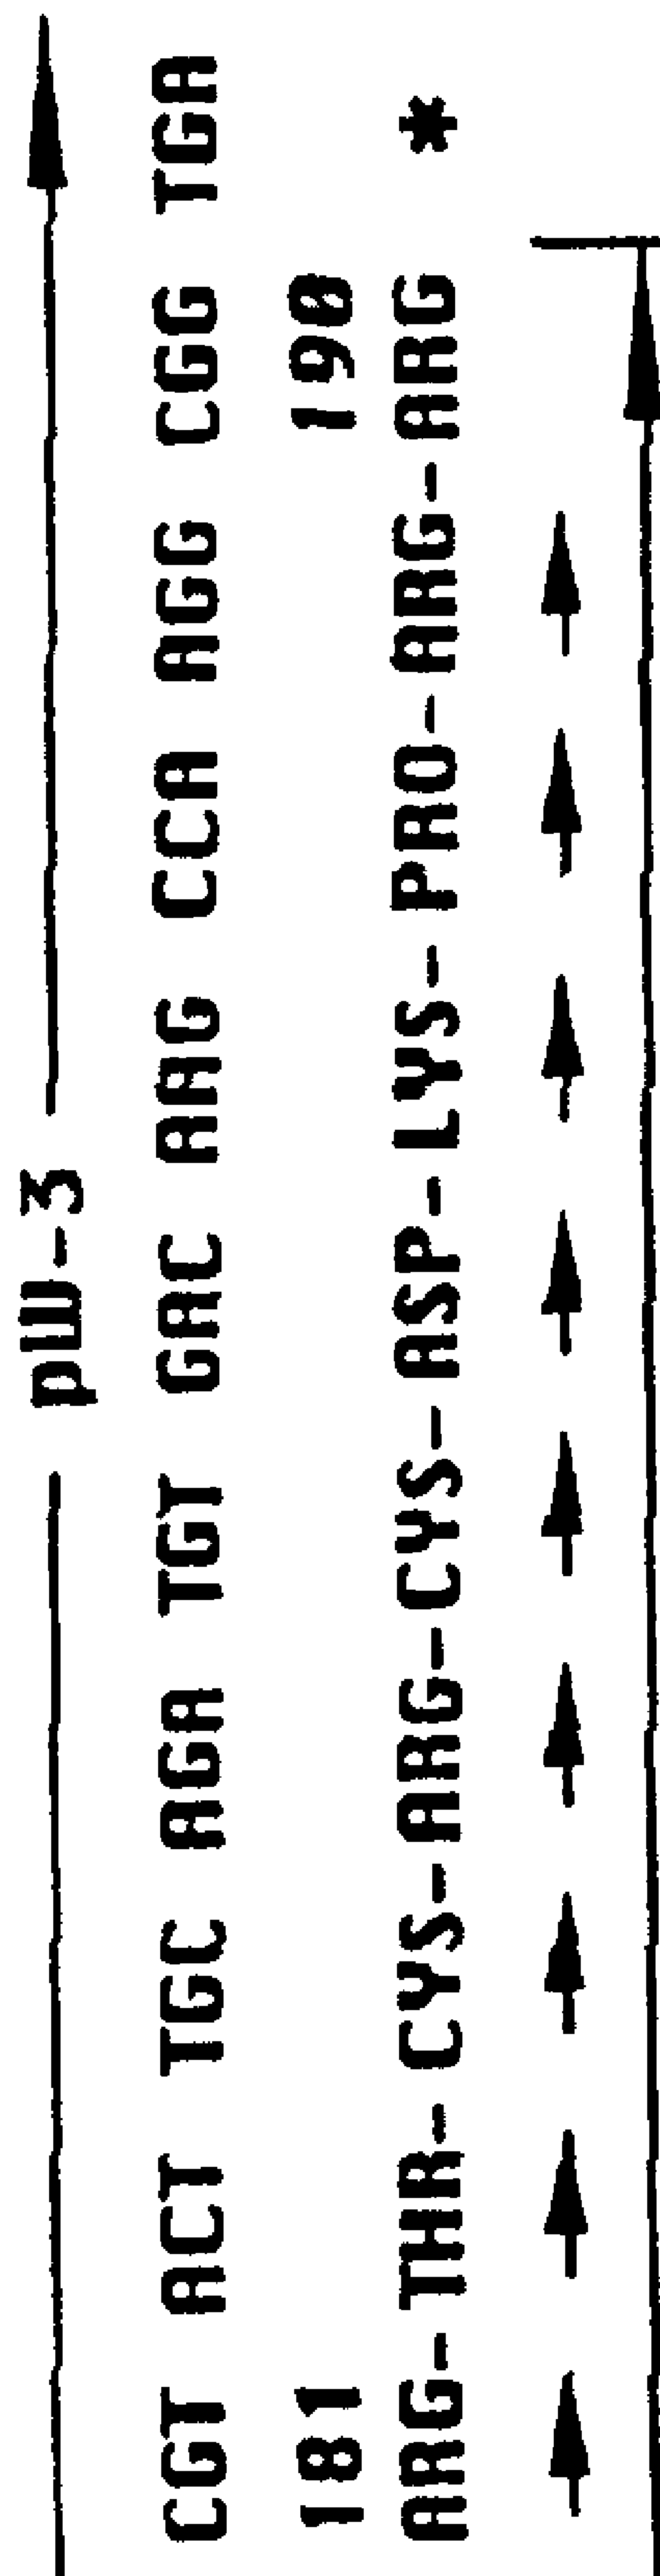 pW-3
CGT ACT TGC AGA TGT GAC AAG CCA AGG CGG TGA
181 190
ARG-THR-CYS-ARG-CYS-ASP-LYS-PRO-ARG-ARG *